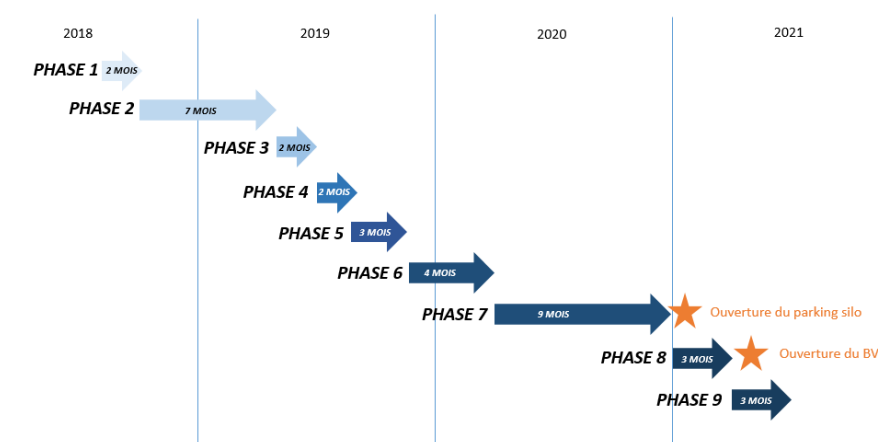 2018
2019
2020
2021
PHASE 1
2 MOIS
PHASE 2
7 MOIS
PHASE 3
2 MOIS
PHASE 4
2 MOIS
PHASE 5
3 MOIS
PHASE 6
4 MOIS
PHASE 7
9 MOIS
Ouverture du parking silo
PHASE 8
3 MOIS
Ouverture du BV
PHASE 9
3 MOIS